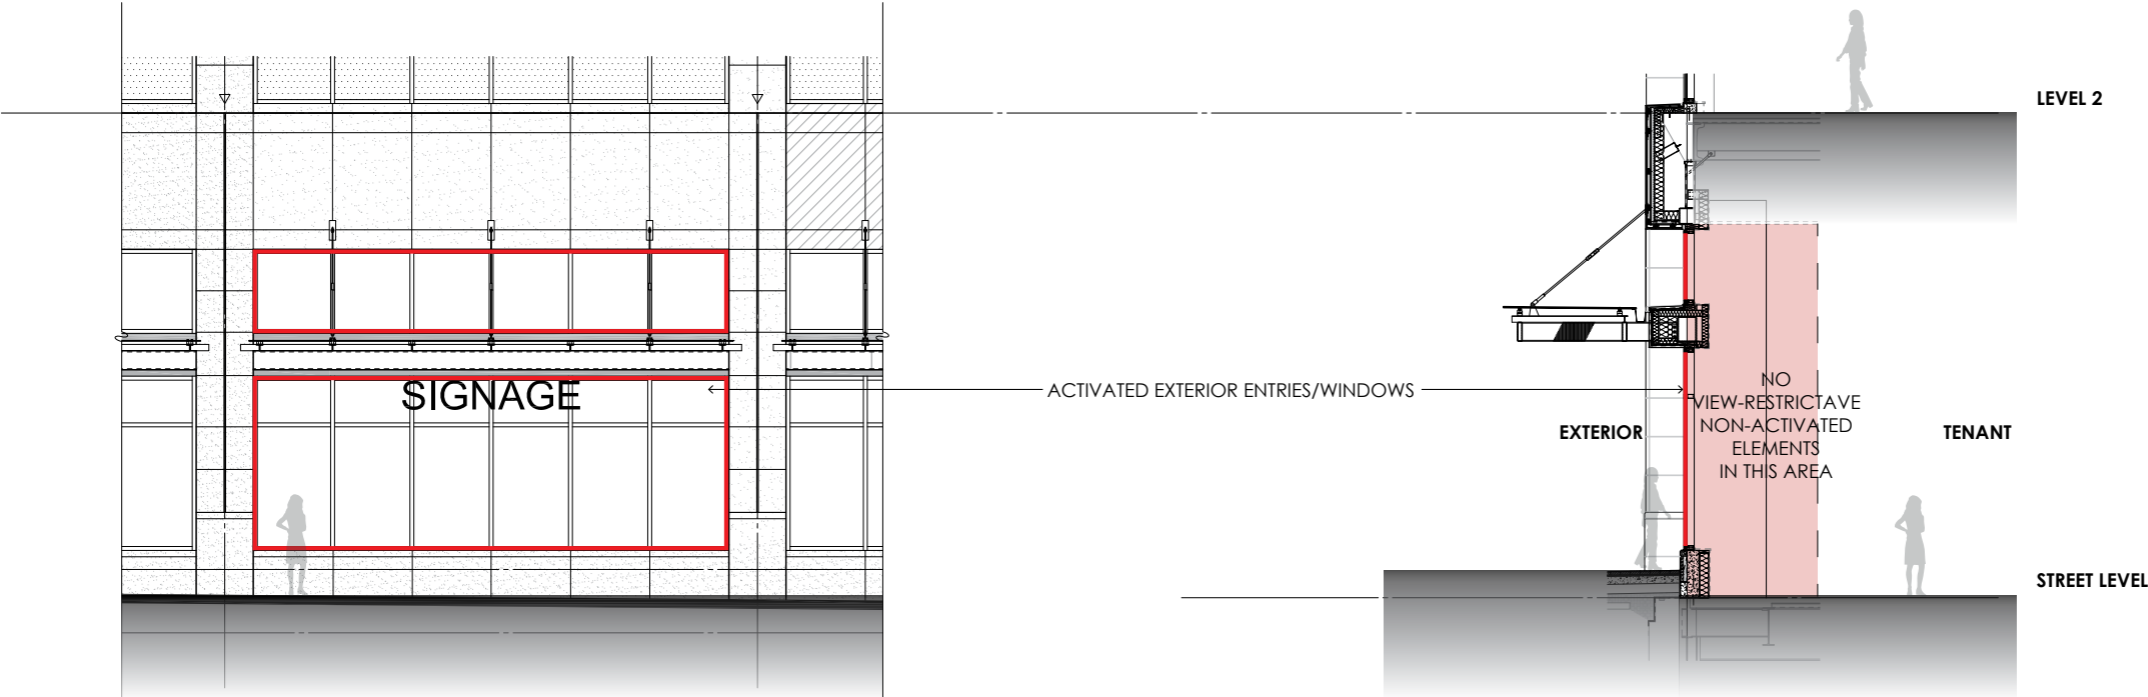 LEVEL 2
SIGNAGE
ACTIVATED EXTERIOR ENTRIES/WINDOWS
NO
VIEW-RESTRICTAVE
NON-ACTIVATED
ELEMENTS
IN THIS AREA
EXTERIOR
TENANT
STREET LEVEL